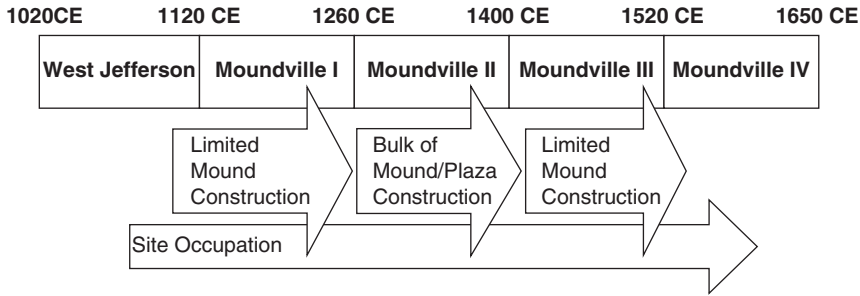 1020CE 1120 CE 1260 CE 1400 CE 1520 CE 1650 CE
West Jefferson Moundville I Moundville II Moundville III Moundville IV
Limited
Mound
Construction
Bulk of
Mound/Plaza
Construction
Limited
Mound
Construction
Site Occupation